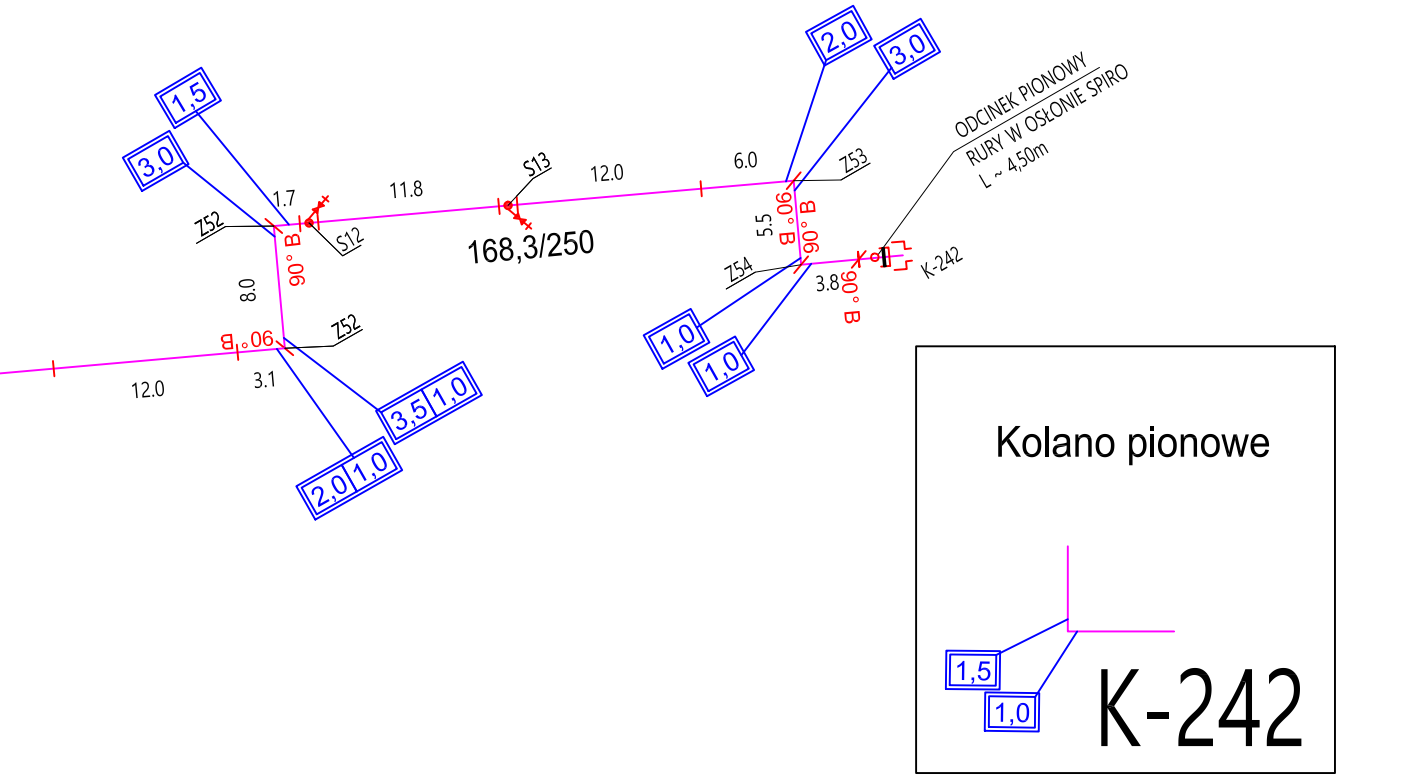 2,0
3,0
ODCINEK PIONOWY
RURY W OSŁONIE SPIRO
L ~ 4,50m
1,5
3,0
S13
12.0
6.0
Z53
11.8
1.7
Z52
90° B
S12
168,3/250
5.5
90° B
90° B
Z54
3.8
90° B
K-242
8.0
90° B
Z52
12.0
3.1
1,0
1,0
3,5 1,0
2,0 1,0
Kolano pionowe
1,5
1,0
K-242